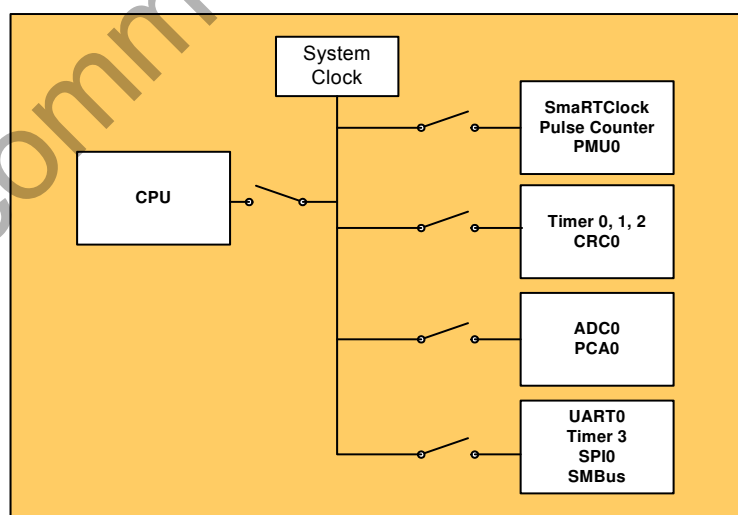 System
Clock
SmaRTClock
Pulse Counter
PMU0
CPU
Timer 0, 1, 2
CRC0
ADC0
PCA0
UART0
Timer 3
SPI0
SMBus